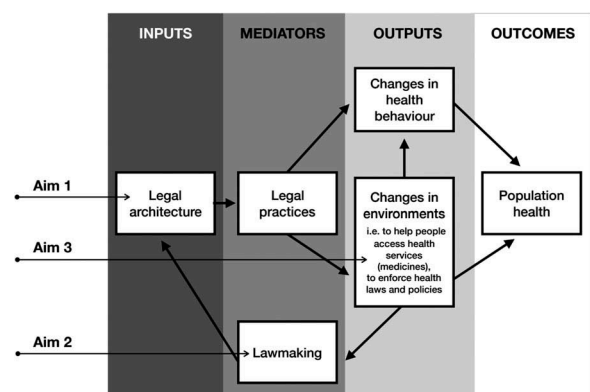 INPUTS
MEDIATORS
OUTPUTS
OUTCOMES
Changes in
health
behaviour
Aim 1
Legal
architecture
Legal
practices
Changes in
environments
i.e. to help people
access health
services
(medicines),
to enforce health
laws and policies
Population
health
Aim 3
Aim 2
Lawmaking